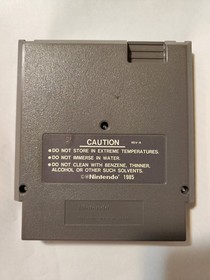 CAUTION
REV-A
•DO NOT STORE IN EXTREME TEMPERATURES.
•DO NOT IMMERSE IN WATER.
•DO NOT CLEAN WITH BENZENE, THINNER,
ALCOHOL OR OTHER SUCH SOLVENTS.
©®Nintendo® 1985